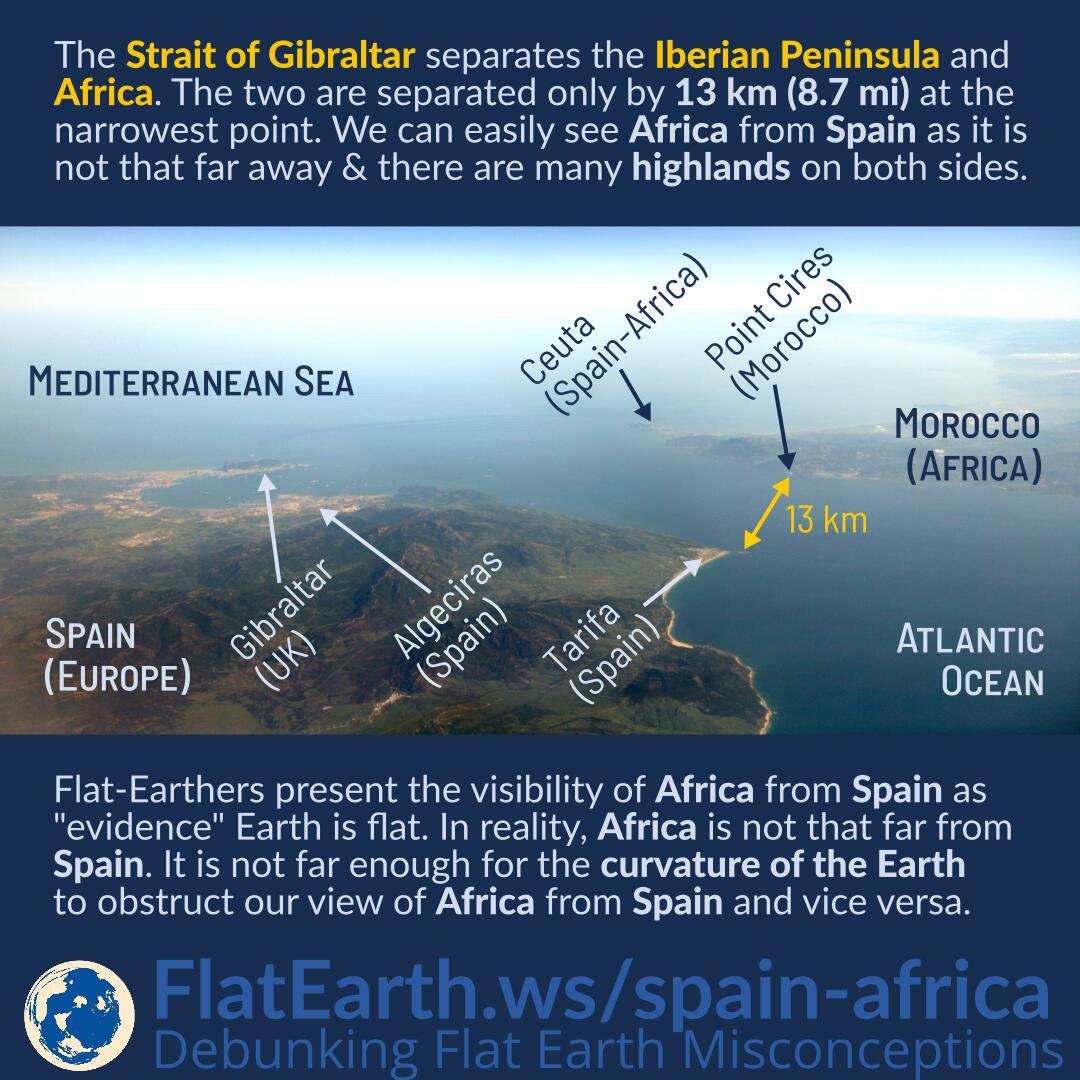 The Strait of Gibraltar separates the Iberian Peninsula and
Africa. The two are separated only by 13 km (8.7 mi) at the
narrowest point. We can easily see Africa from Spain as it is
not that far away & there are many highlands on both sides.
Ceuta
(Spain-Africa)
Point Cires
(Morocco)
Mediterranean Sea
Morocco
(Africa)
13 km
Gibraltar
(UK)
Algeciras
(Spain)
Tarifa
(Spain)
Spain
(Europe)
Atlantic
Ocean
Flat-Earthers present the visibility of Africa from Spain as
"evidence" Earth is flat. In reality, Africa is not that far from
Spain. It is not far enough for the curvature of the Earth
to obstruct our view of Africa from Spain and vice versa.
FlatEarth.ws/spain-africa
Debunking Flat Earth Misconceptions